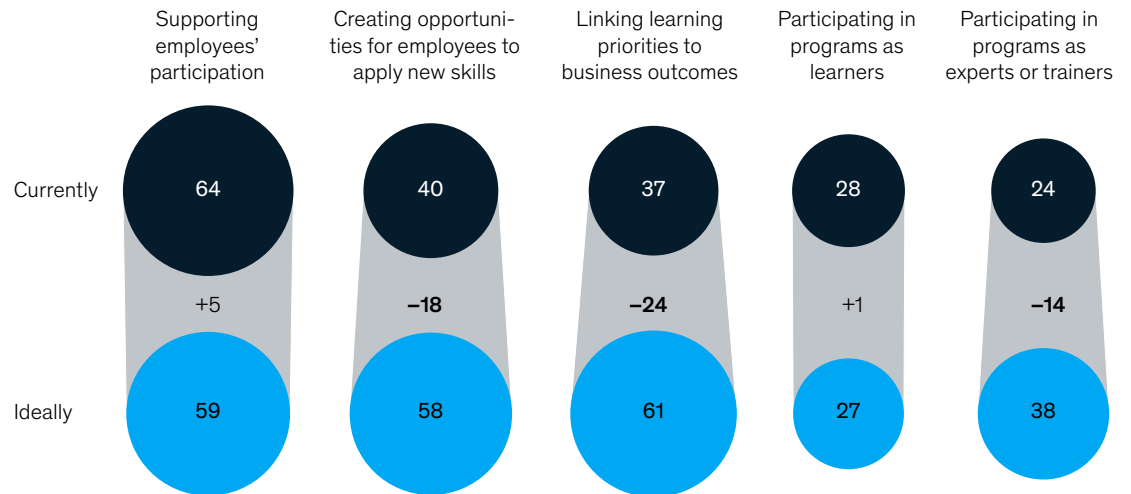 Supporting
employees’
participation
Creating opportuni-
ties for employees to
apply new skills
Linking learning
priorities to
business outcomes
Participating in
programs as
learners
Participating in
programs as
experts or trainers
Currently
64
40
37
28
24
+5
–18
–24
+1
–14
Ideally
59
58
61
27
38